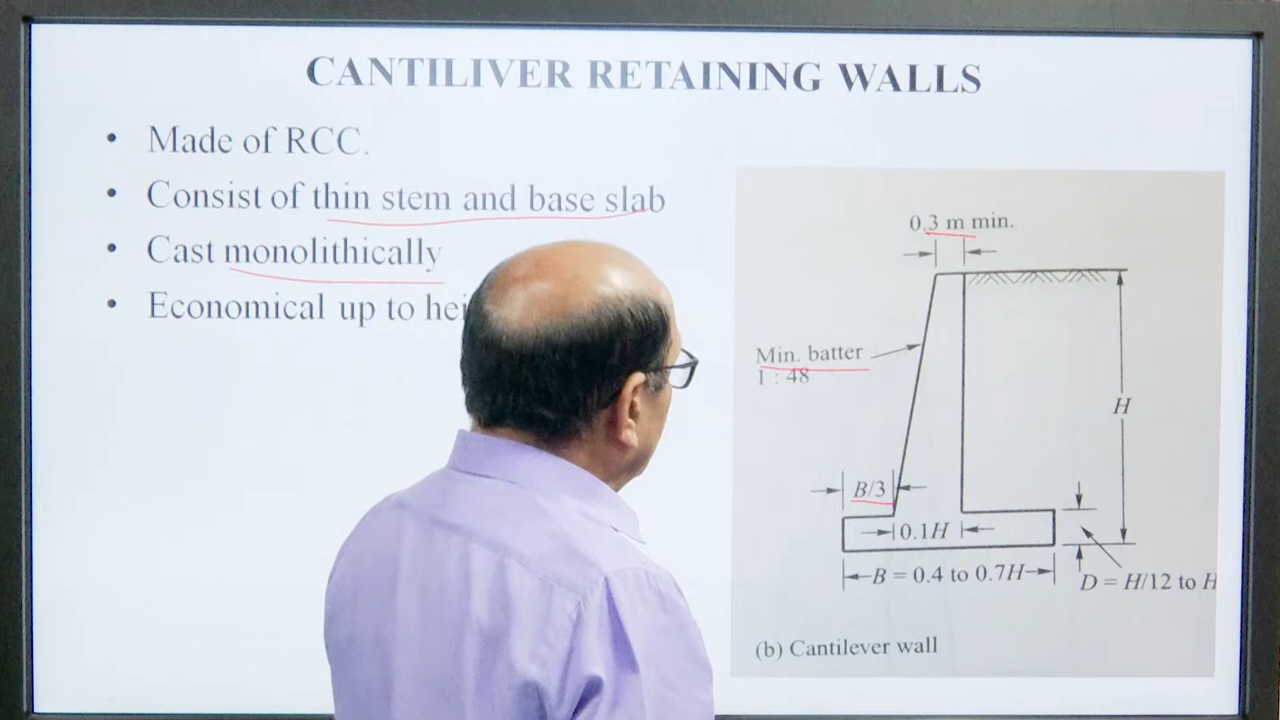 CANTILIVER RETAINING WALLS
• Made of RCC.
• Consist of thin stem and base slab
• Cast monolithically
• Economical up to
0.3 m min.
Min. batter
1 : 48
H
B/3
0.1H
B = 0.4 to 0.7H
D = H/12 to H
(b) Cantilever wall